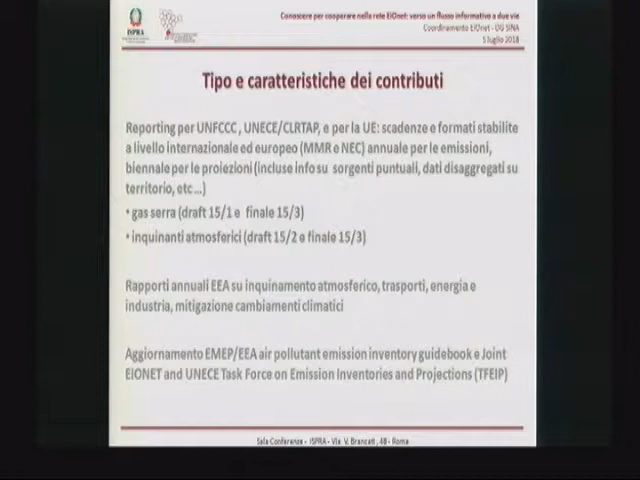 Conoscere per cooperare nella rete EIOnet: verso un flusso informativo a due vie
Coordinamento EIOnet - DG SINA
5 luglio 2018
ISPRA
Tipo e caratteristiche dei contributi
Reporting per UNFCCC, UNECE/CLRTAP, e per la UE: scadenze e formati stabilite
a livello internazionale ed europeo (MMR e NEC) annuale per le emissioni,
biennale per le proiezioni (incluse info su sorgenti puntuali, dati disaggregati su
territorio, etc...)
• gas serra (draft 15/1 e finale 15/3)
• inquinanti atmosferici (draft 15/2 e finale 15/3)
Rapporti annuali EEA su inquinamento atmosferico, trasporti, energia e
industria, mitigazione cambiamenti climatici
Aggiornamento EMEP/EEA air pollutant emission inventory guidebook e Joint
EIONET and UNECE Task Force on Emission Inventories and Projections (TFEIP)
Sala Conferenze - ISPRA - Via V. Brancati, 48 - Roma